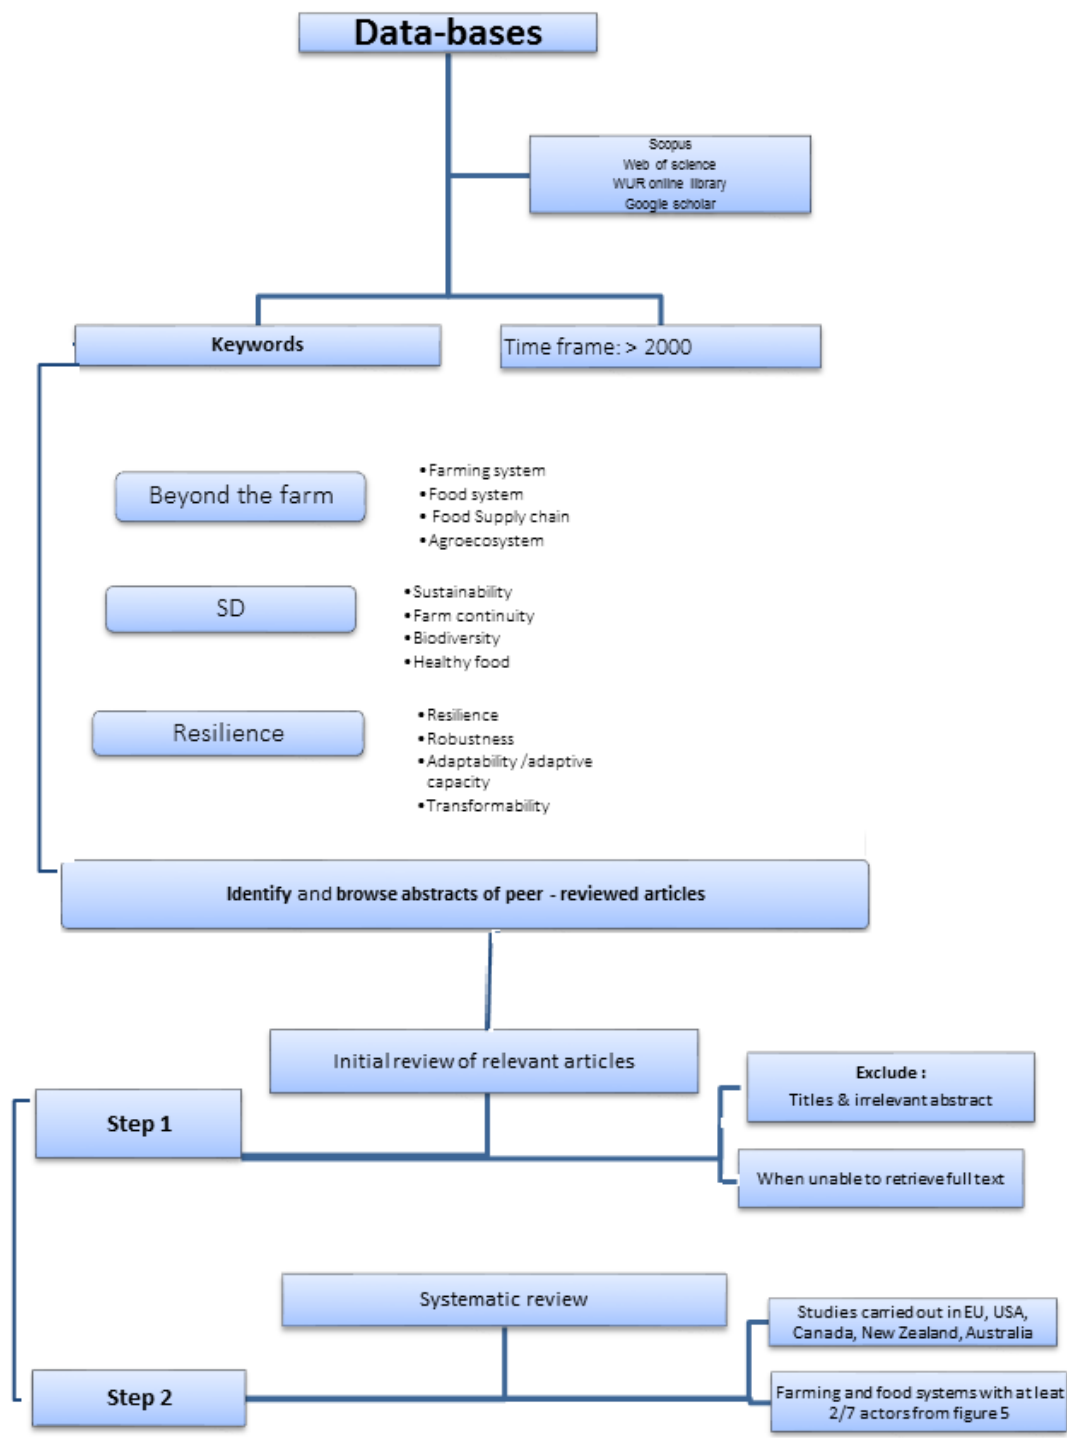 Data-bases
Scopus
Web of science
WUR online library
Google scholar
Keywords
Time frame: > 2000
Beyond the farm
•Farming system
•Food system
• Food Supply chain
•Agroecosystem
SD
•Sustainability
•Farm continuity
•Biodiversity
•Healthy food
Resilience
•Resilience
•Robustness
•Adaptability /adaptive
capacity
•Transformability
Identify and browse abstracts of peer - reviewed articles
Initial review of relevant articles
Step 1
Exclude :
Titles & irrelevant abstract
When unable to retrieve full text
Systematic review
Step 2
Studies carried out in EU, USA,
Canada, New Zealand, Australia
Farming and food systems with at leat
2/7 actors from figure 5